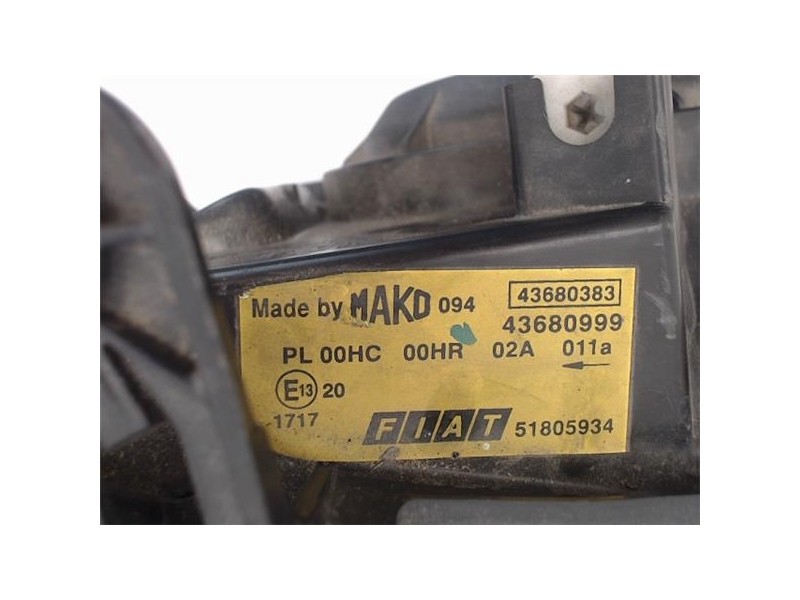 Made by MAKO 094 43680383
43680999
PL 00HC 00HR 02A 011a
E13 20
1717 FIAT 51805934